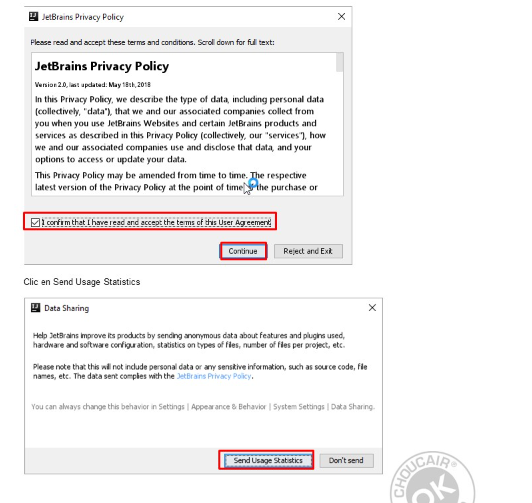 JetBrains Privacy Policy
Please read and accept these terms and conditions. Scroll down for full text:
JetBrains Privacy Policy
Version 2.0, last updated: May 18th, 2018
In this Privacy Policy, we describe the type of data, including personal data
(collectively, "data"), that we and our associated companies collect from
you when you use JetBrains Websites and certain JetBrains products and
services as described in this Privacy Policy (collectively, our "services"), how
we and our associated companies use and disclose that data, and your
options to access or update your data.
This Privacy Policy may be amended from time to time. The respective
latest version of the Privacy Policy at the point of time the purchase or
I confirm that I have read and accept the terms of this User Agreement
Continue
Reject and Exit
Clic en Send Usage Statistics
Data Sharing
Help JetBrains improve its products by sending anonymous data about features and plugins used,
hardware and software configuration, statistics on types of files, number of files per project, etc.
Please note that this will not include personal data or any sensitive information, such as source code, file
names, etc. The data sent complies with the JetBrains Privacy Policy.
You can always change this behavior in Settings | Appearance & Behavior | System Settings | Data Sharing.
Send Usage Statistics
Don't send
CHOUCAIR®
OK